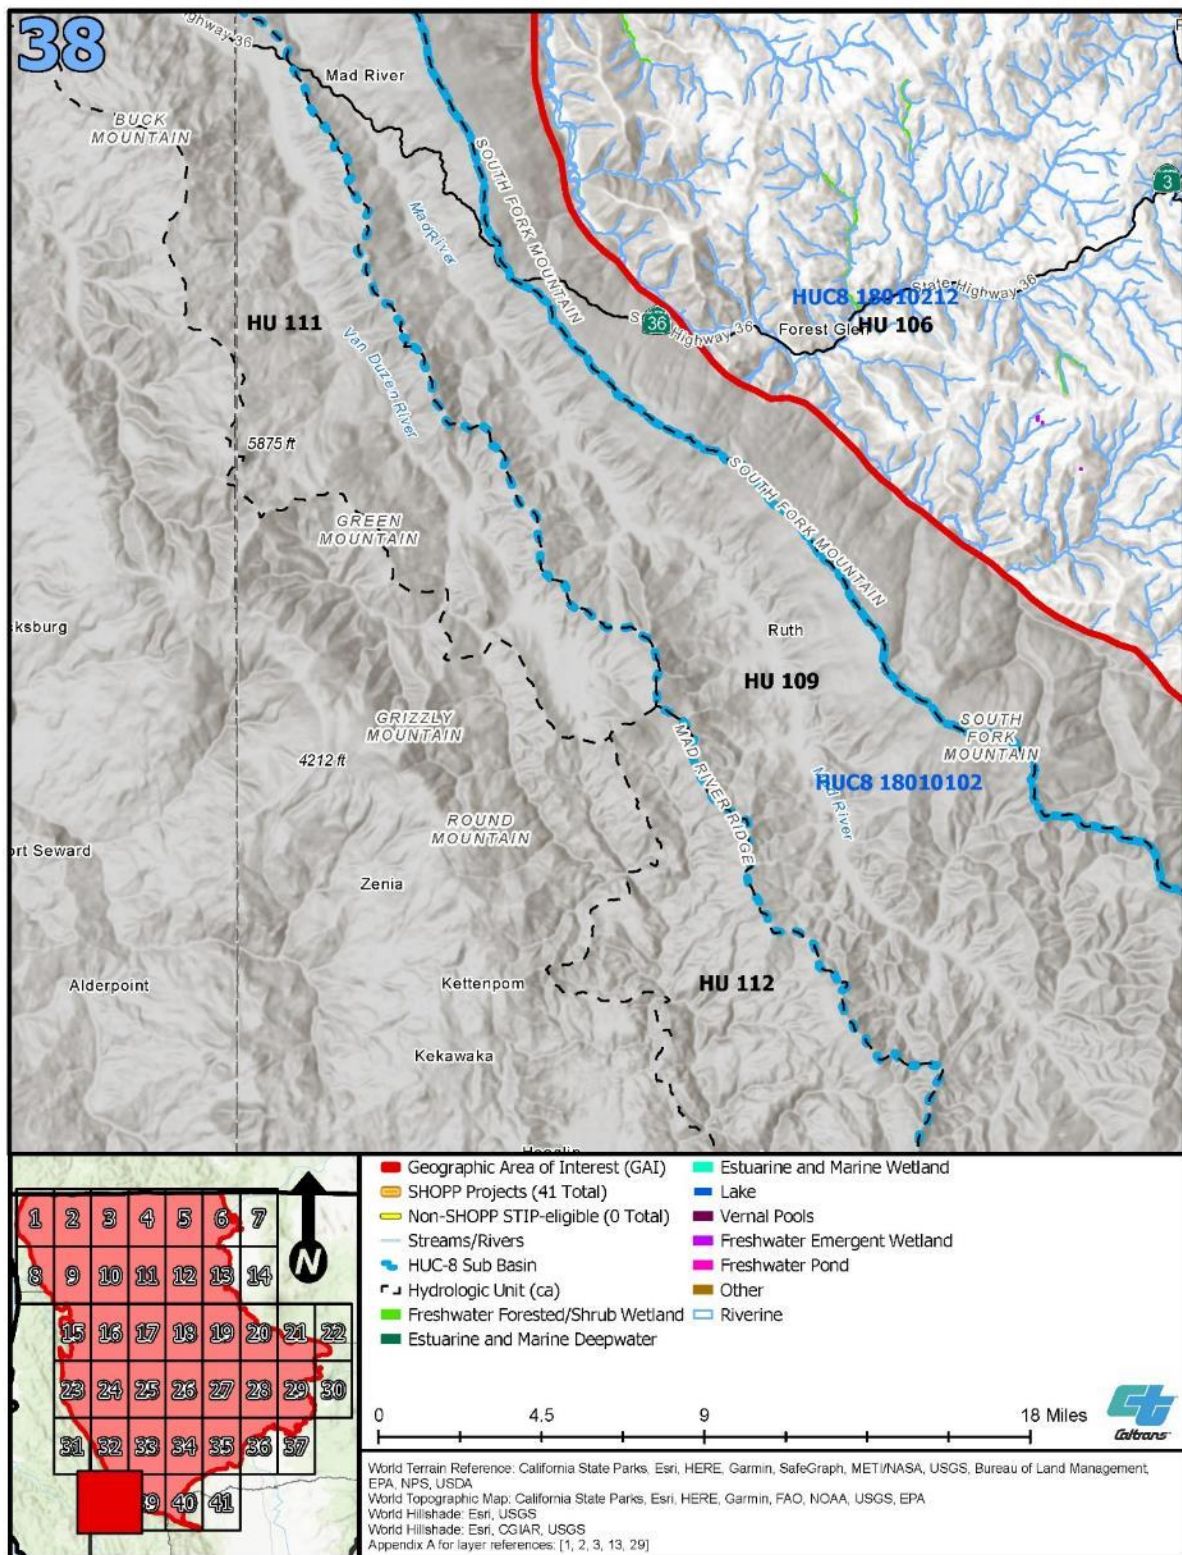 38
Highway 36
Mad River
BUCK
MOUNTAIN
SOUTH FORK MOUNTAIN
3
Mad River
HUC8 18010212
State Highway 36
HU 111
36
Highway 36
Forest Glen
HU 106
Van Duzen River
5875 ft
SOUTH FORK MOUNTAIN
GREEN
MOUNTAIN
cksburg
Ruth
HU 109
GRIZZLY
MOUNTAIN
SOUTH
FORK
MOUNTAIN
4212 ft
MAD RIVER RIDGE
HUC8 18010102
Mad River
ROUND
MOUNTAIN
ort Seward
Zenia
Alderpoint
Kettenpom
HU 112
Kekawaka
1 2 3 4 5 6 7
8 9 10 11 12 13 14
15 16 17 18 19 20 21 22
23 24 25 26 27 28 29 30
31 32 33 34 35 36 37
39 40 41
N
Geographic Area of Interest (GAI)
SHOPP Projects (41 Total)
Non-SHOPP STIP-eligible (0 Total)
Streams/Rivers
HUC-8 Sub Basin
Hydrologic Unit (ca)
Freshwater Forested/Shrub Wetland
Estuarine and Marine Deepwater
Estuarine and Marine Wetland
Lake
Vernal Pools
Freshwater Emergent Wetland
Freshwater Pond
Other
Riverine
0 4.5 9 18 Miles
Caltrans
World Terrain Reference: California State Parks, Esri, HERE, Garmin, SafeGraph, METI/NASA, USGS, Bureau of Land Management,
EPA, NPS, USDA
World Topographic Map: California State Parks, Esri, HERE, Garmin, FAO, NOAA, USGS, EPA
World Hillshade: Esri, USGS
World Hillshade: Esri, CGIAR, USGS
Appendix A for layer references: [1, 2, 3, 13, 29]